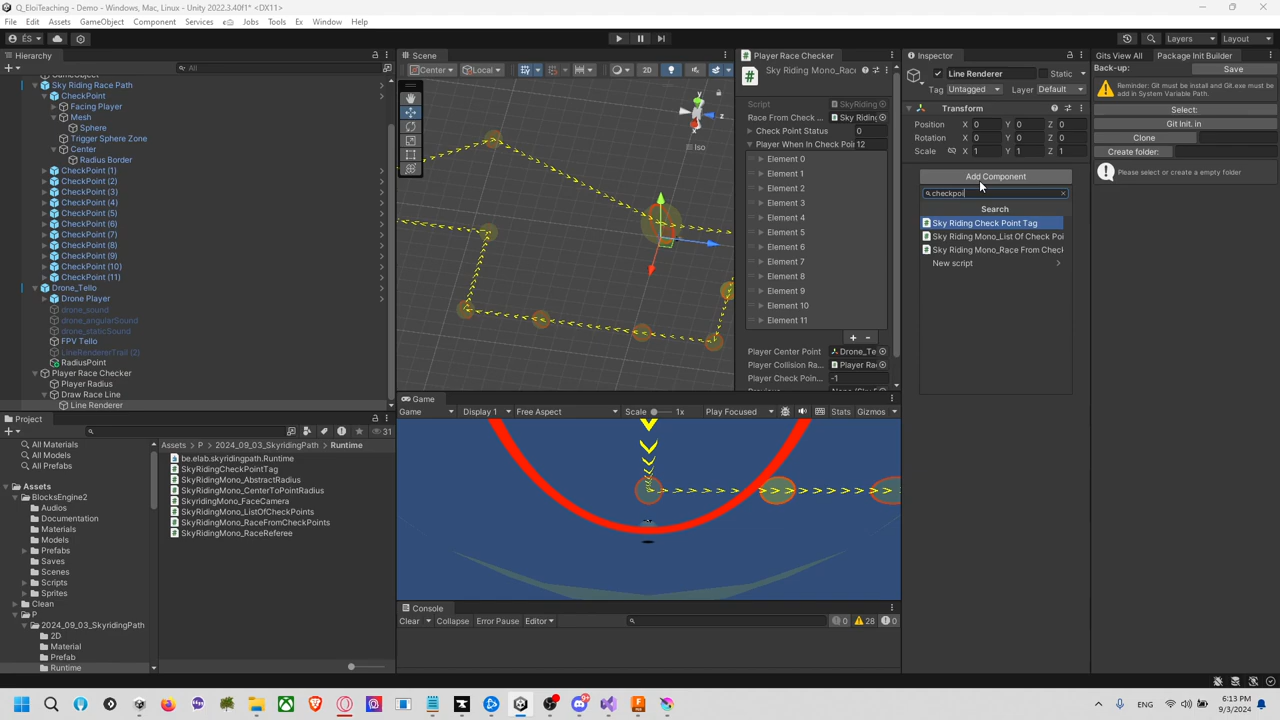 Q_EloiTeaching - Demo - Windows, Mac, Linux - Unity 2022.3.40f1* <DX11>
File Edit Assets GameObject Component Services Jobs Tools Ex Window Help
ÉS Layers Layout
Hierarchy
All
Sky Riding Race Path
CheckPoint
Facing Player
Mesh
Sphere
Trigger Sphere Zone
Center
Radius Border
CheckPoint (1)
CheckPoint (2)
CheckPoint (3)
CheckPoint (4)
CheckPoint (5)
CheckPoint (6)
CheckPoint (7)
CheckPoint (8)
CheckPoint (9)
CheckPoint (10)
CheckPoint (11)
Drone_Tello
Drone Player
drone_sound
drone_angularSound
drone_staticSound
FPV Tello
LineRendererTrail (2)
RadiusPoint
Player Race Checker
Player Radius
Draw Race Line
Line Renderer
Scene
Center Local 2D
y
z
x
Iso
Player Race Checker
Sky Riding Mono_Rac
Script SkyRiding
Race From Check Sky Riding
Check Point Status 0
Player When In Check Poi 12
Element 0
Element 1
Element 2
Element 3
Element 4
Element 5
Element 6
Element 7
Element 8
Element 9
Element 10
Element 11
Player Center Point Drone_Te
Player Collision Ra... Player Ra
Player Check Poin... -1
Inspector
Line Renderer Static
Tag Untagged Layer Default
Transform
Position X 0 Y 0 Z 0
Rotation X 0 Y 0 Z 0
Scale X 1 Y 1 Z 1
Add Component
checkpoi
Search
Sky Riding Check Point Tag
Sky Riding Mono_List Of Check Poi
Sky Riding Mono_Race From Check
New script
Gits View All Package Init Builder
Back-up: Save
Reminder: Git must be install and Git.exe must be
add in System Variable Path.
Select:
Git Init. in
Clone
Create folder:
Please select or create a empty folder
Game
Game Display 1 Free Aspect Scale 1x Play Focused Stats Gizmos
Project
31
All Materials
All Models
All Prefabs
Assets
BlocksEngine2
Audios
Documentation
Materials
Models
Prefabs
Saves
Scenes
Scripts
Sprites
Clean
P
2024_09_03_SkyridingPath
2D
Material
Prefab
Runtime
Assets > P > 2024_09_03_SkyridingPath > Runtime
be.elab.skyridingpath.Runtime
SkyRidingCheckPointTag
SkyRidingMono_AbstractRadius
SkyRidingMono_CenterToPointRadius
SkyridingMono_FaceCamera
SkyRidingMono_ListOfCheckPoints
SkyRidingMono_RaceFromCheckPoints
SkyRidingMono_RaceReferee
Console
Clear Collapse Error Pause Editor 0 28 0
ENG 6:13 PM
9/3/2024